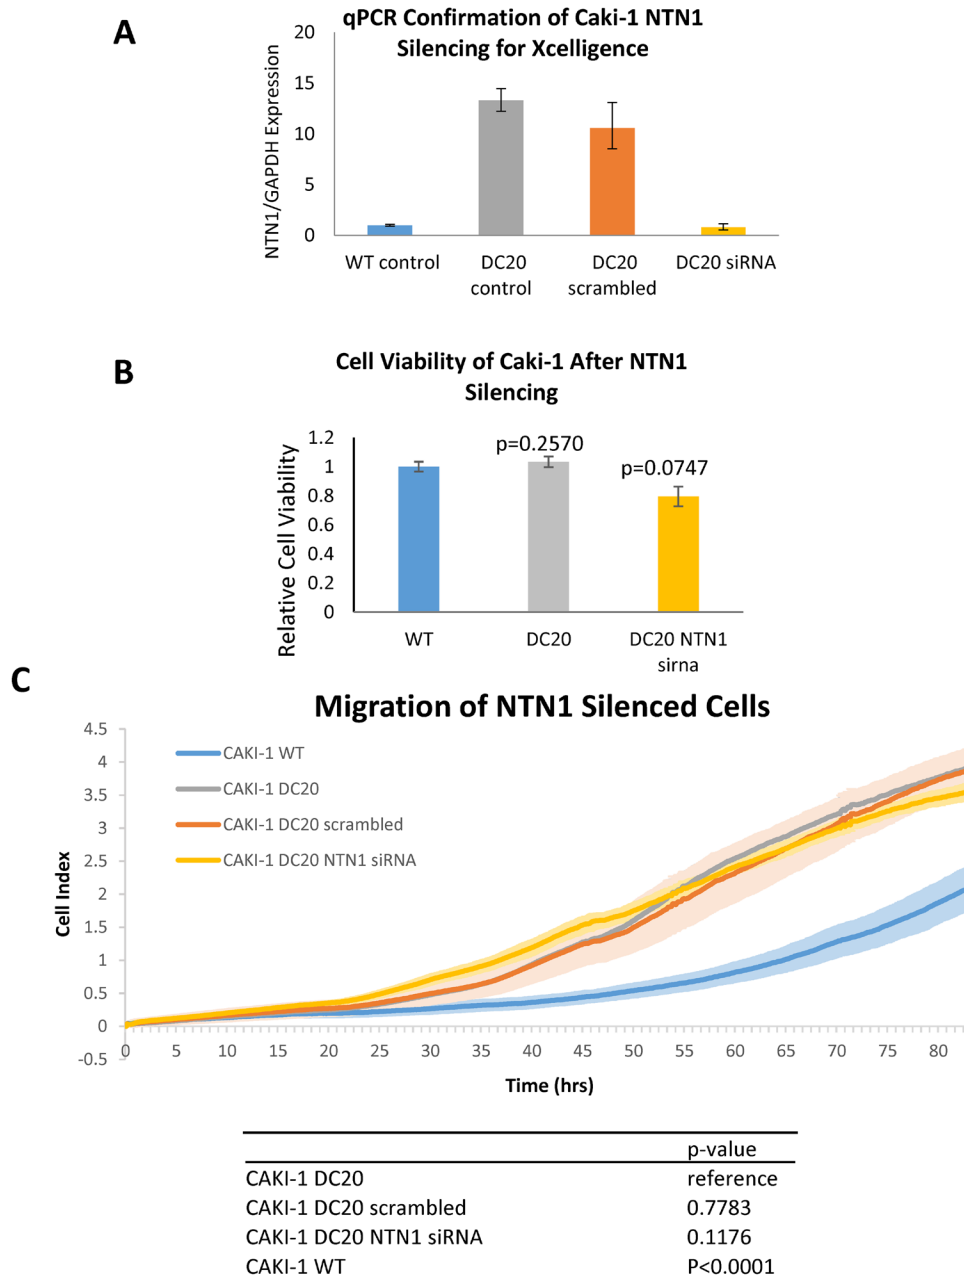 A
qPCR Confirmation of Caki-1 NTN1
Silencing for Xcelligence
NTN1/GAPDH Expression
20
15
10
5
0
WT control
DC20
control
DC20
scrambled
DC20 siRNA
B
Cell Viability of Caki-1 After NTN1
Silencing
Relative Cell Viability
1.2
1
0.8
0.6
0.4
0.2
0
p=0.2570
p=0.0747
WT
DC20
DC20 NTN1
sirna
C
Migration of NTN1 Silenced Cells
Cell Index
4.5
4
3.5
3
2.5
2
1.5
1
0.5
0
-0.5
CAKI-1 WT
CAKI-1 DC20
CAKI-1 DC20 scrambled
CAKI-1 DC20 NTN1 siRNA
0 5 10 15 20 25 30 35 40 45 50 55 60 65 70 75 80
Time (hrs)
p-value
CAKI-1 DC20 reference
CAKI-1 DC20 scrambled 0.7783
CAKI-1 DC20 NTN1 siRNA 0.1176
CAKI-1 WT P<0.0001